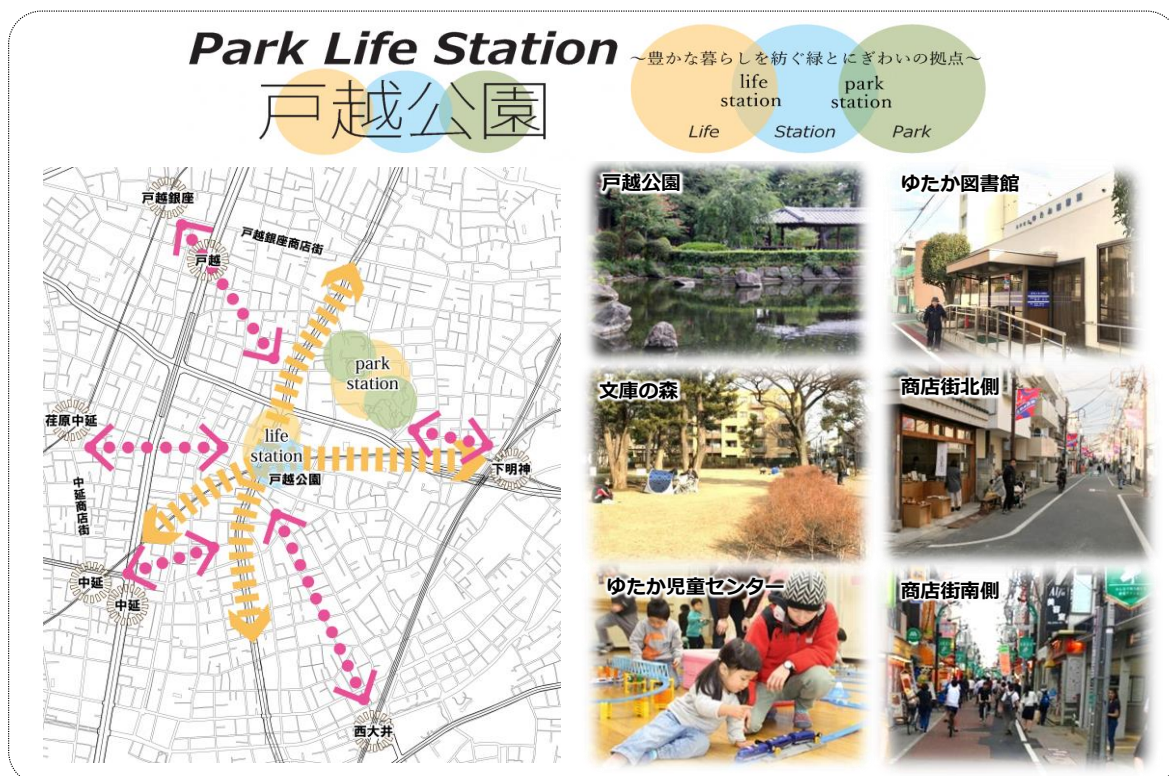 Park Life Station
～豊かな暮らしを紡ぐ緑とにぎわいの拠点～
戸越公園
life
station
park
station
Life
Station
Park
戸越銀座
戸越銀座商店街
戸越
park
station
荏原中延
life
station
戸越公園
下明神
中延商店街
中延
中延
西大井
戸越公園
ゆたか図書館
文庫の森
商店街北側
ゆたか児童センター
商店街南側